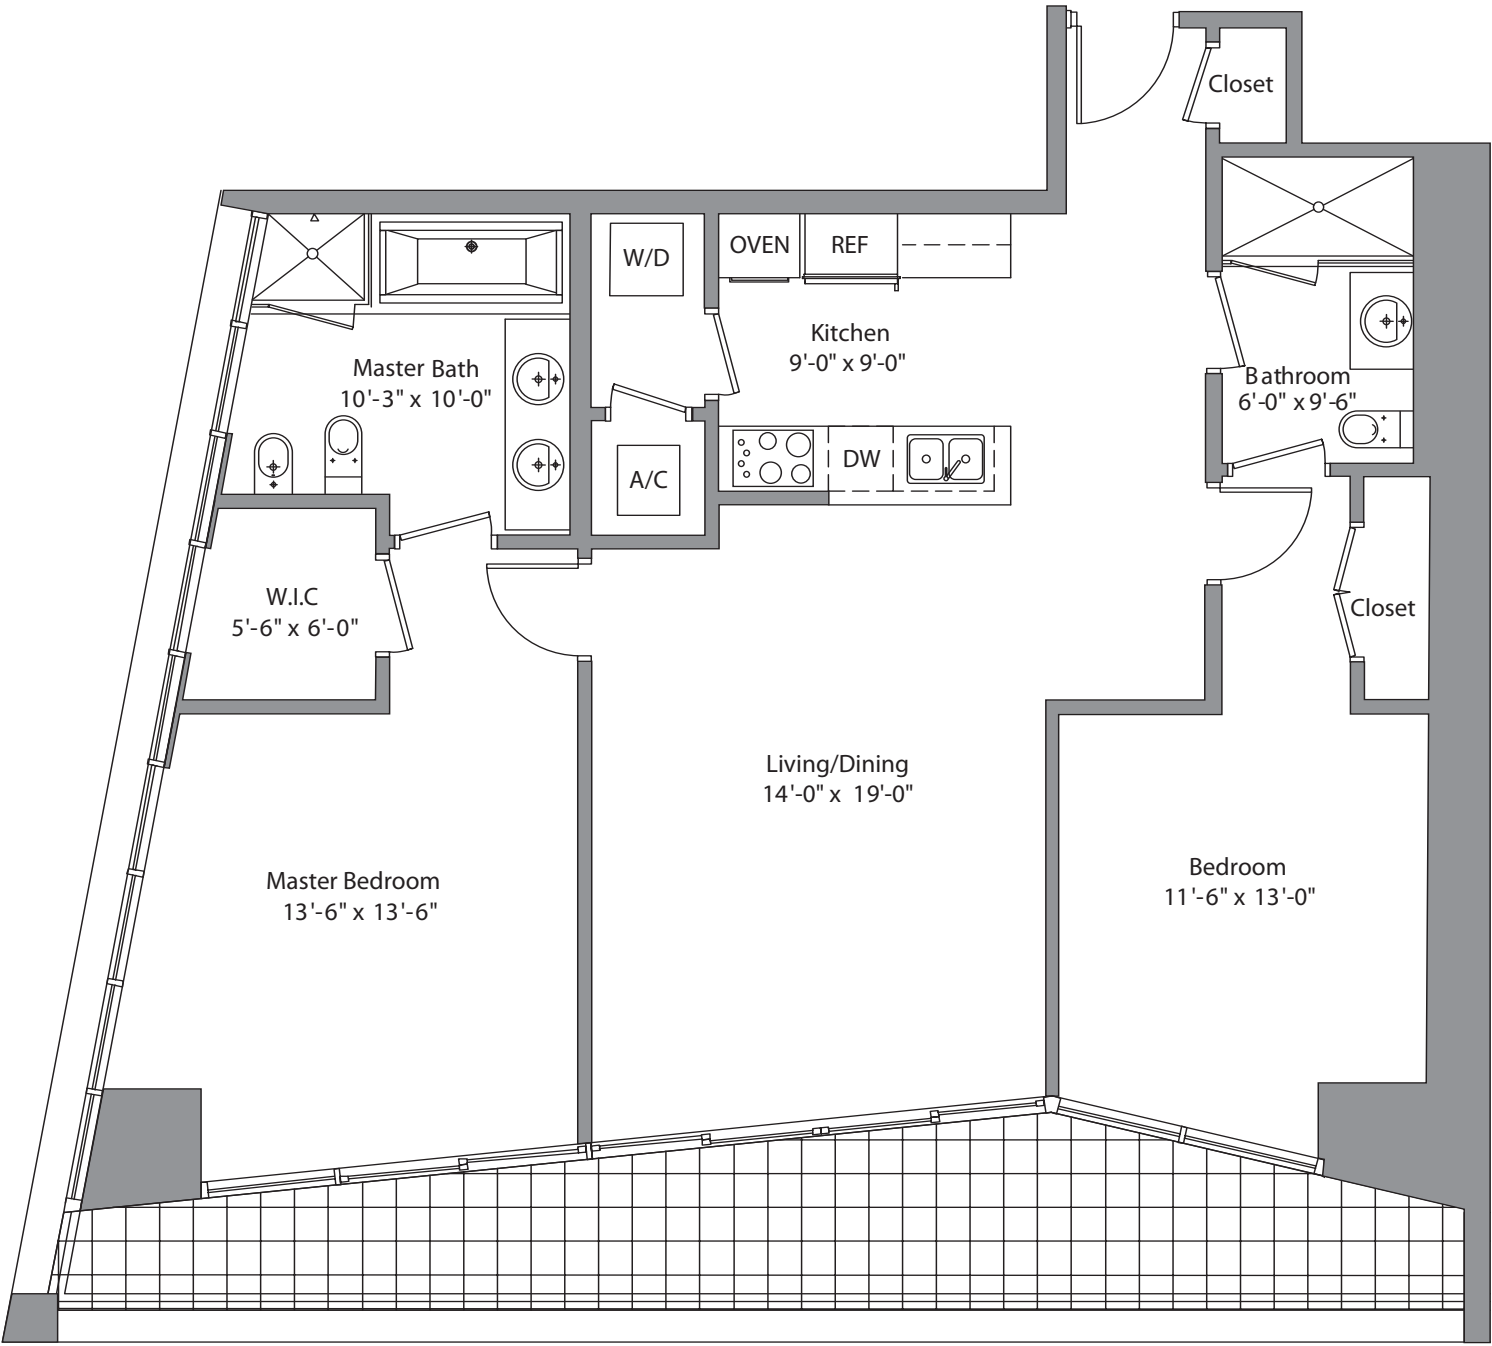 Closet
W/D
OVEN
REF
Kitchen
9'-0" x 9'-0"
Master Bath
10'-3" x 10'-0"
Bathroom
6'-0" x 9'-6"
A/C
DW
W.I.C
5'-6" x 6'-0"
Closet
Living/Dining
14'-0" x 19'-0"
Master Bedroom
13'-6" x 13'-6"
Bedroom
11'-6" x 13'-0"